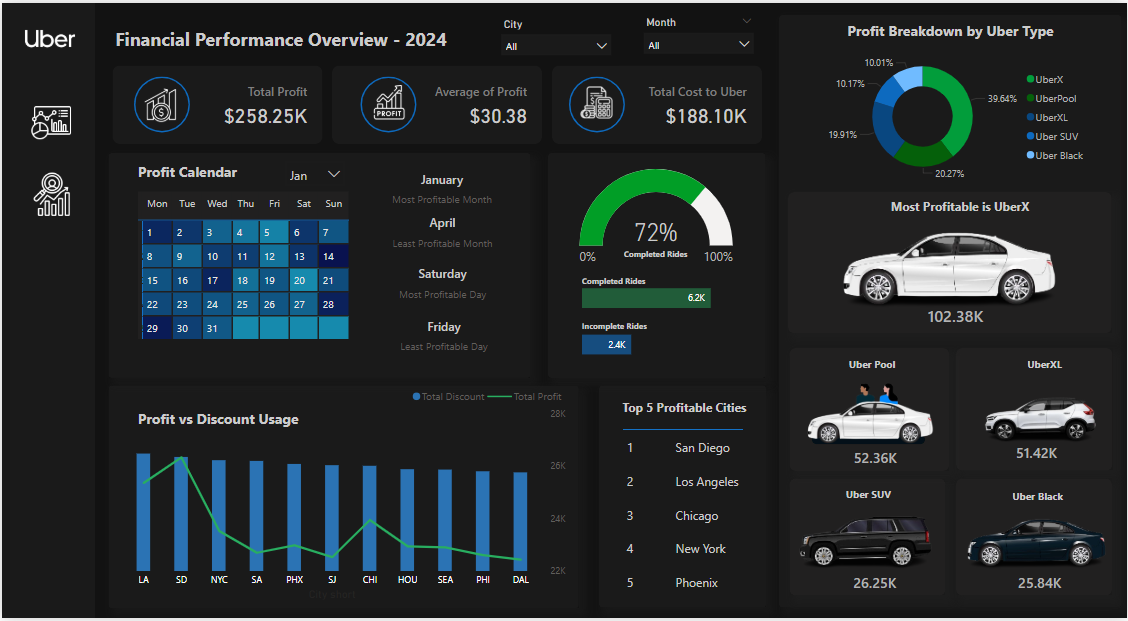 Uber
Financial Performance Overview - 2024
City
All
Month
All
Total Profit
$258.25K
Average of Profit
$30.38
PROFIT
Total Cost to Uber
$188.10K
Profit Calendar
Jan
Mon Tue Wed Thu Fri Sat Sun
1 2 3 4 5 6 7
8 9 10 11 12 13 14
15 16 17 18 19 20 21
22 23 24 25 26 27 28
29 30 31
January
Most Profitable Month
April
Least Profitable Month
Saturday
Most Profitable Day
Friday
Least Profitable Day
72%
Completed Rides
0% 100%
Completed Rides
6.2K
Incomplete Rides
2.4K
Profit Breakdown by Uber Type
10.01%
10.17%
19.91%
20.27%
39.64%
UberX
UberPool
UberXL
Uber SUV
Uber Black
Most Profitable is UberX
102.38K
Uber Pool
52.36K
UberXL
51.42K
Uber SUV
26.25K
Uber Black
25.84K
Profit vs Discount Usage
Total Discount Total Profit
28K
26K
24K
22K
LA SD NYC SA PHX SJ CHI HOU SEA PHI DAL
City short
Top 5 Profitable Cities
1 San Diego
2 Los Angeles
3 Chicago
4 New York
5 Phoenix